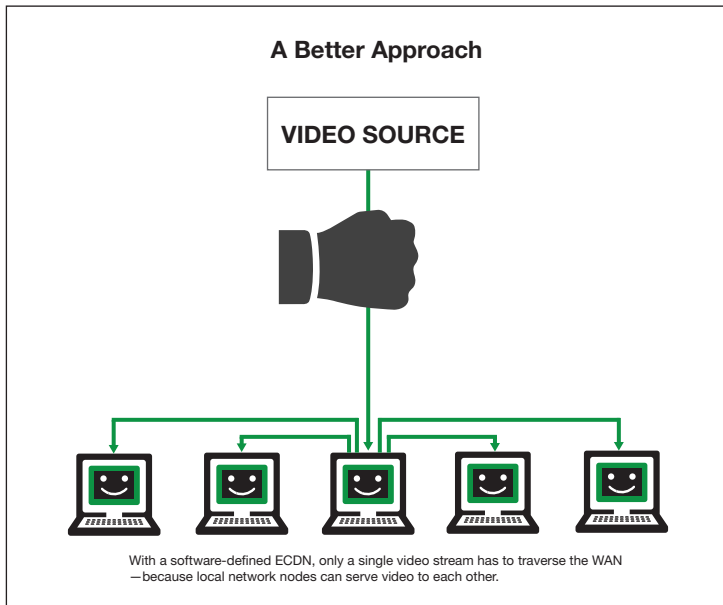 A Better Approach
VIDEO SOURCE
With a software-defined ECDN, only a single video stream has to traverse the WAN
—because local network nodes can serve video to each other.